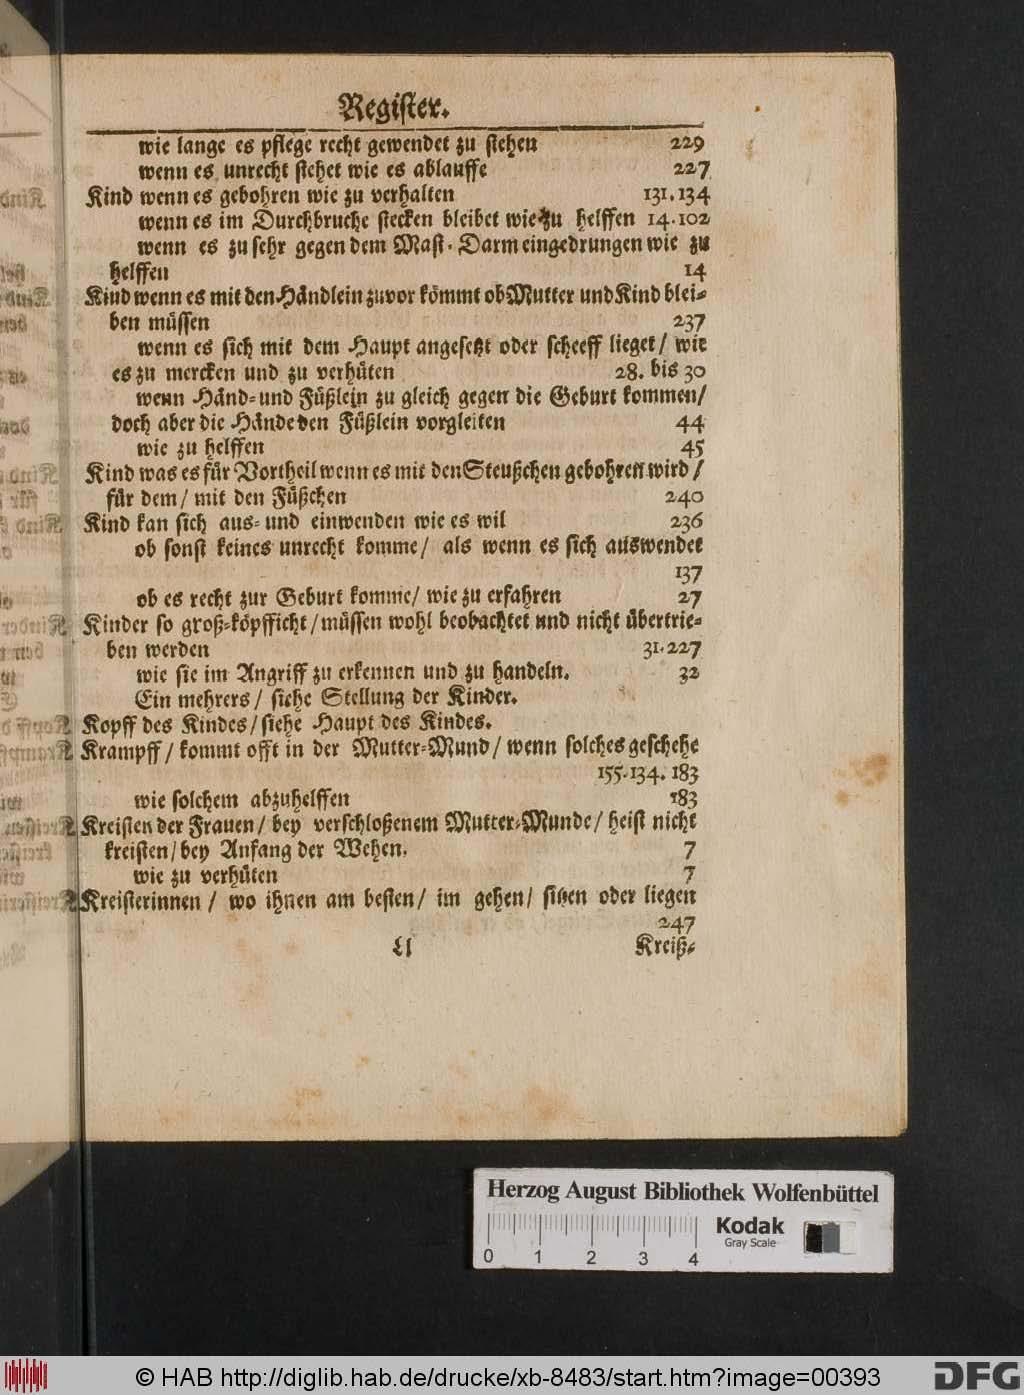 Register.
wie lange es pflege recht gewendet zu stehen 229
wenn es unrecht stehet wie es ablauffe 227
Kind wenn es gebohren wie zu verhalten 131.134
wenn es im Durchbruche stecken bleibet wie zu helffen 14.102
wenn es zu sehr gegen dem Mast-Darm eingedrungen wie zu
helffen 14
Kind wenn es mit den Händlein zuvor kömmt ob Mutter und Kind blei-
ben müssen 237
wenn es sich mit dem Haupt angesetzt oder scheeff lieget/ wie
es zu mercken und zu verhüten 28. bis 30
wenn Händ- und Füßlein zu gleich gegen die Geburt kommen/
doch aber die Hände den Füßlein vorgleiten 44
wie zu helffen 45
Kind was es für Vortheil wenn es mit den Steußchen gebohren wird/
für dem/ mit den Füßchen 240
Kind kan sich aus- und einwenden wie es wil 236
ob sonst keines unrecht komme/ als wenn es sich auswendet
137
ob es recht zur Geburt komme/ wie zu erfahren 27
Kinder so groß-köpfficht/ müssen wohl beobachtet und nicht übertrie-
ben werden 31.227
wie sie im Angriff zu erkennen und zu handeln. 32
Ein mehrers/ siehe Stellung der Kinder.
Kopff des Kindes/ siehe Haupt des Kindes.
Krampff/ kommt offt in der Mutter-Mund/ wenn solches geschehe
155.134.183
wie solchem abzuhelffen 183
Kreisten der Frauen/ bey verschloßenem Mutter-Munde/ heist nicht
kreisten/ bey Anfang der Wehen. 7
wie zu verhüten 7
Kreisterinnen/ wo ihnen am besten/ im gehen/ sitzen oder liegen
247
Ll Kreiß-
Herzog August Bibliothek Wolfenbüttel
0 1 2 3 4
Kodak
Gray Scale
© HAB http://diglib.hab.de/drucke/xb-8483/start.htm?image=00393
DFG